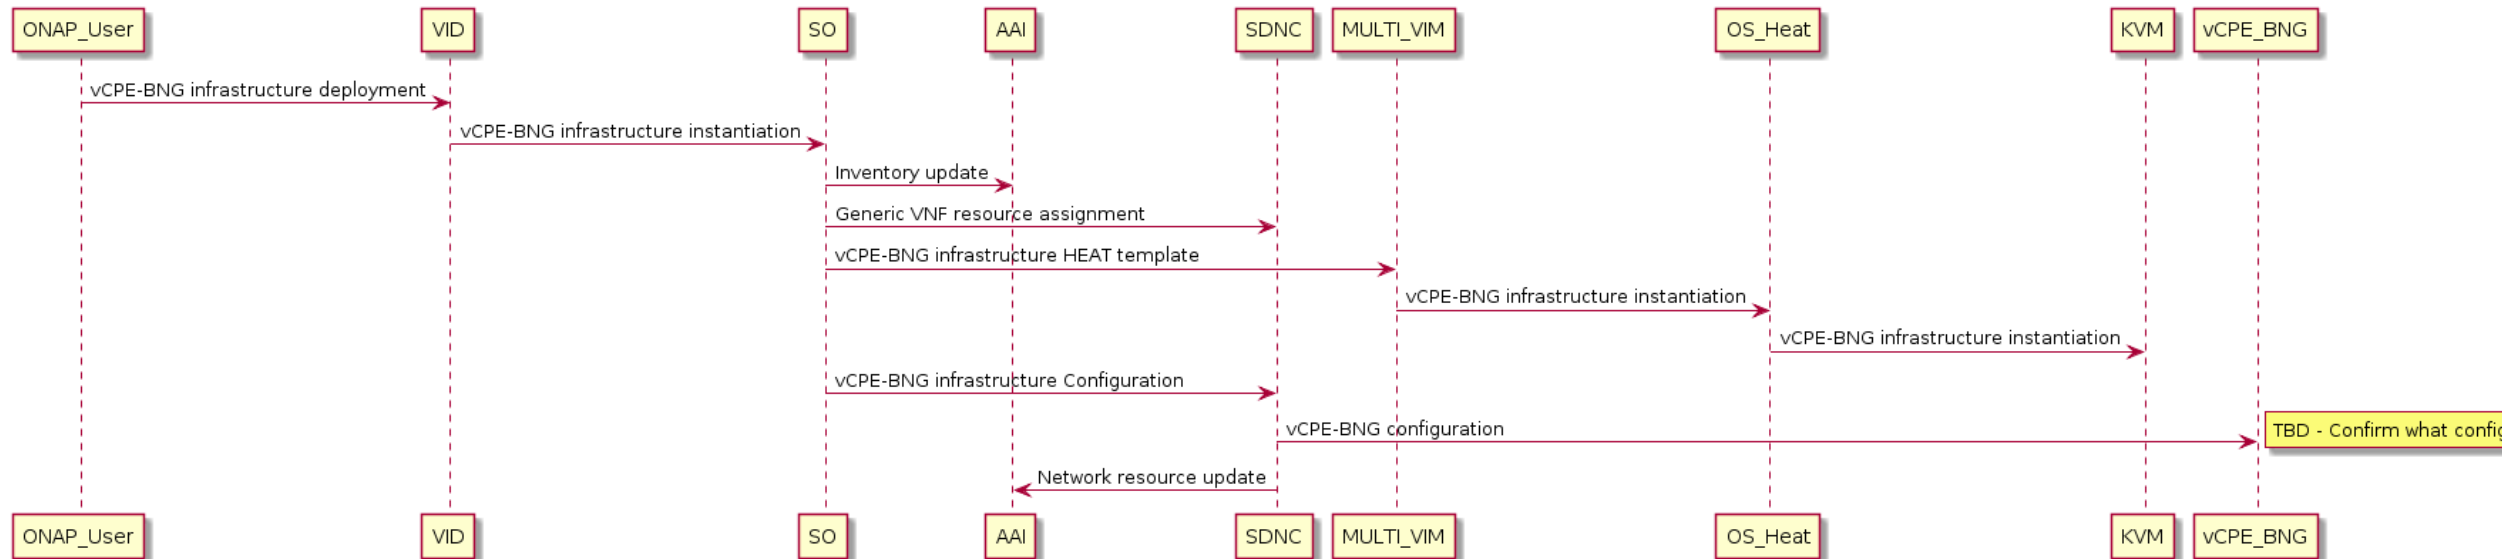 ONAP_User VID SO AAI SDNC MULTI_VIM OS_Heat KVM vCPE_BNG
vCPE-BNG infrastructure deployment
vCPE-BNG infrastructure instantiation
Inventory update
Generic VNF resource assignment
vCPE-BNG infrastructure HEAT template
vCPE-BNG infrastructure instantiation
vCPE-BNG infrastructure instantiation
vCPE-BNG infrastructure Configuration
vCPE-BNG configuration
TBD - Confirm what config
Network resource update
ONAP_User VID SO AAI SDNC MULTI_VIM OS_Heat KVM vCPE_BNG